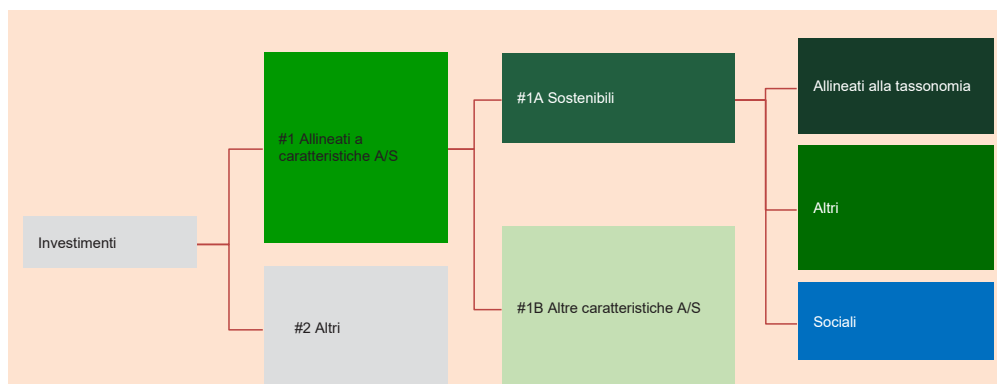 Investimenti
#1 Allineati a
caratteristiche A/S
#2 Altri
#1A Sostenibili
#1B Altre caratteristiche A/S
Allineati alla tassonomia
Altri
Sociali